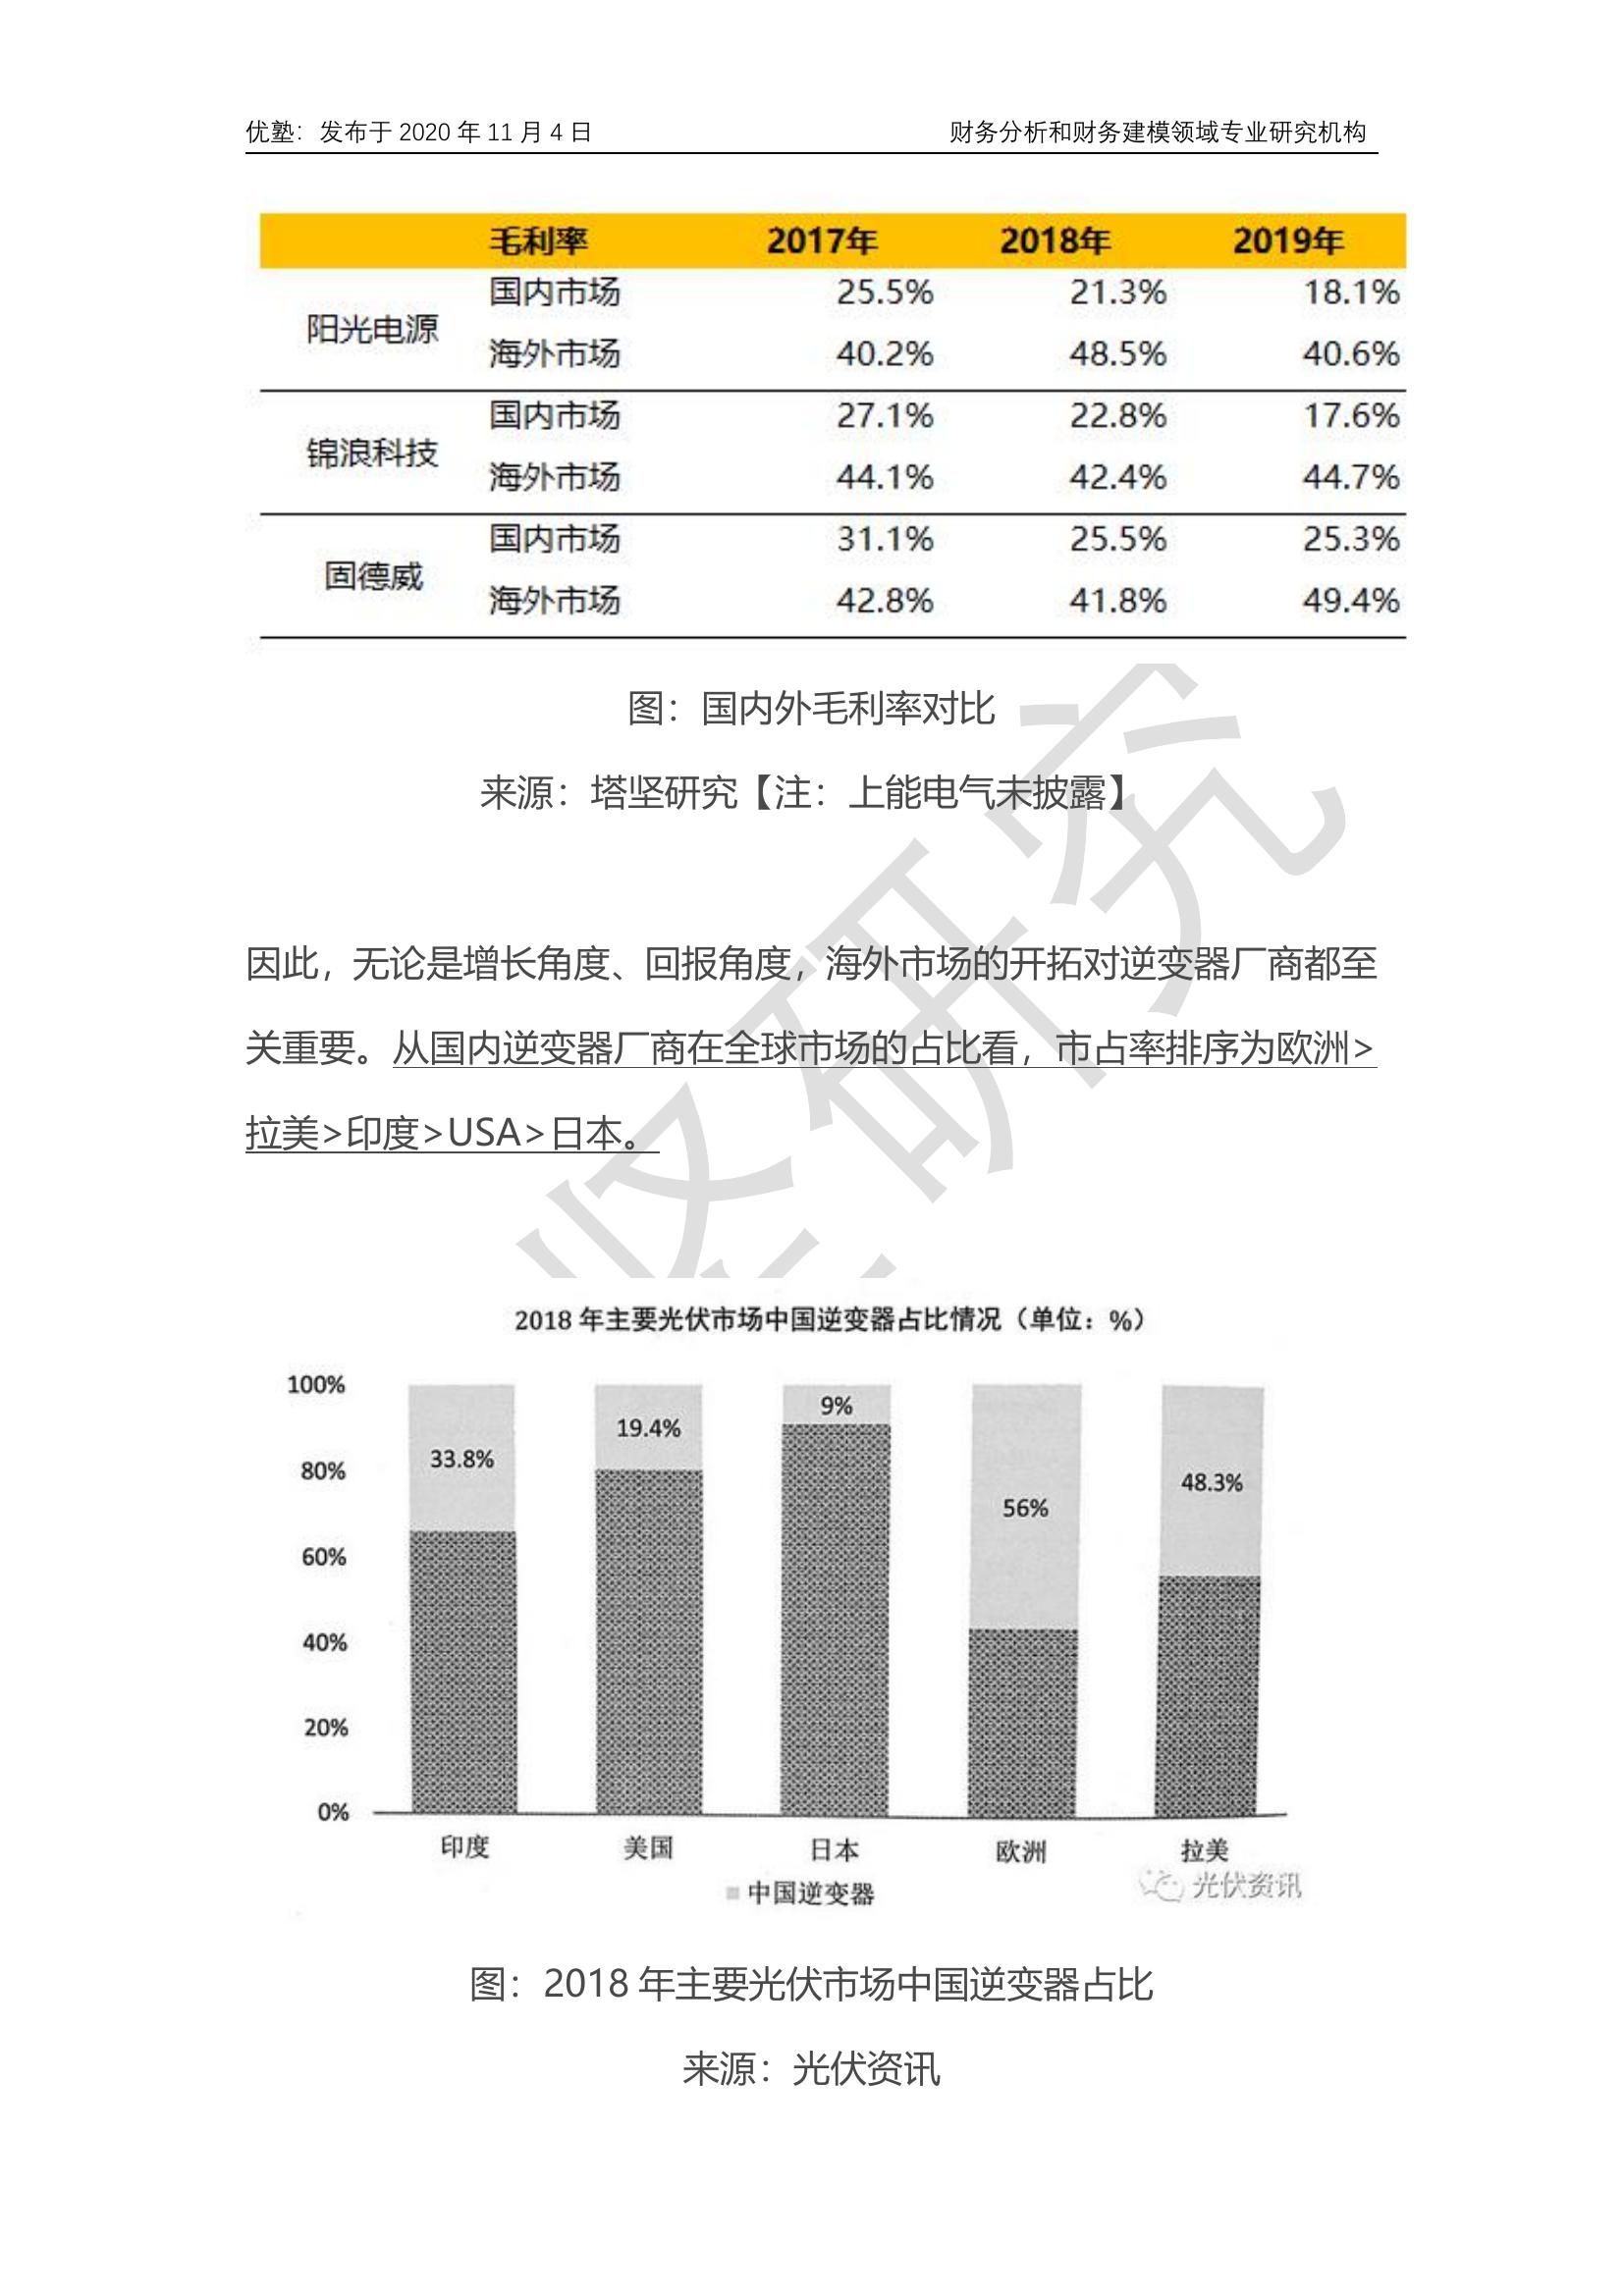 优塾：发布于 2020 年 11 月 4 日 财务分析和财务建模领域专业研究机构
毛利率 2017年 2018年 2019年
阳光电源
国内市场 25.5% 21.3% 18.1%
海外市场 40.2% 48.5% 40.6%
锦浪科技
国内市场 27.1% 22.8% 17.6%
海外市场 44.1% 42.4% 44.7%
固德威
国内市场 31.1% 25.5% 25.3%
海外市场 42.8% 41.8% 49.4%
图：国内外毛利率对比
来源：塔坚研究【注：上能电气未披露】
因此，无论是增长角度、回报角度，海外市场的开拓对逆变器厂商都至
关重要。从国内逆变器厂商在全球市场的占比看，市占率排序为欧洲>
拉美>印度>USA>日本。
坚研究
2018 年主要光伏市场中国逆变器占比情况（单位：%）
100%
80%
60%
40%
20%
0%
33.8%
19.4%
9%
56%
48.3%
印度 美国 日本 欧洲 拉美
中国逆变器
光伏资讯
图：2018 年主要光伏市场中国逆变器占比
来源：光伏资讯